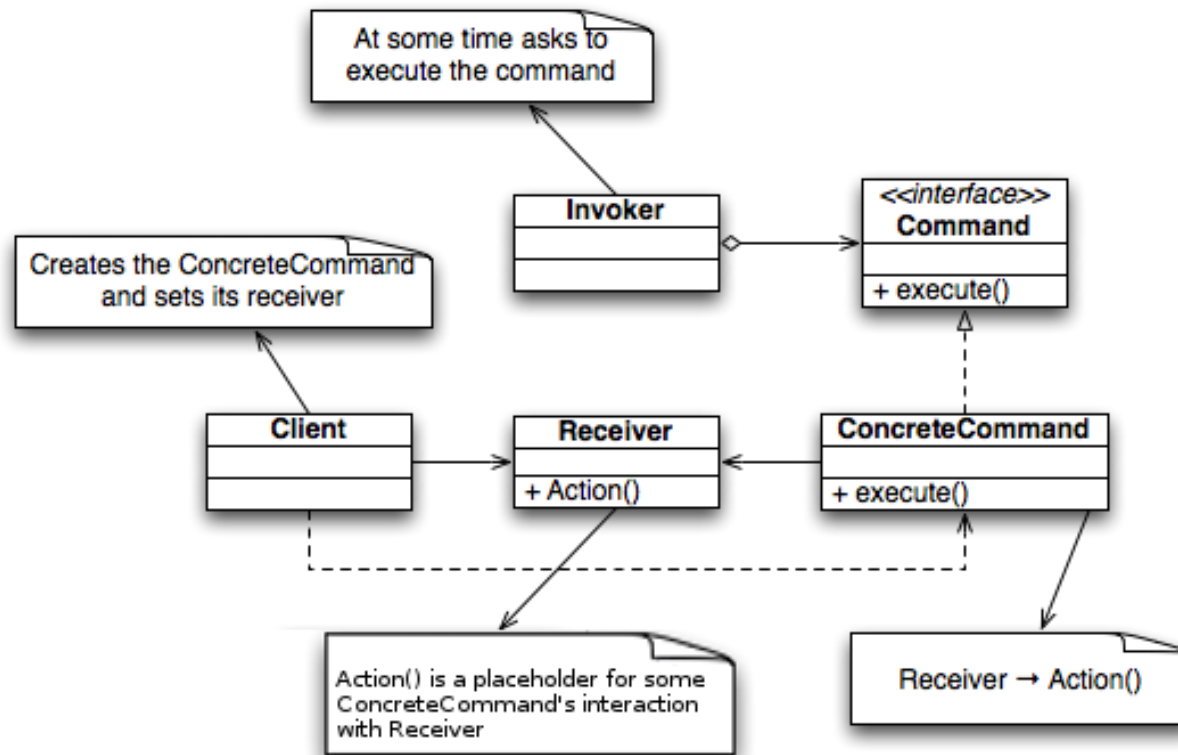 At some time asks to
execute the command
<<interface>>
Invoker
Command
+ execute()
Creates the ConcreteCommand
and sets its receiver
Client
Receiver
+ Action()
ConcreteCommand
+ execute()
Action() is a placeholder for some
ConcreteCommand's interaction
with Receiver
Receiver → Action()